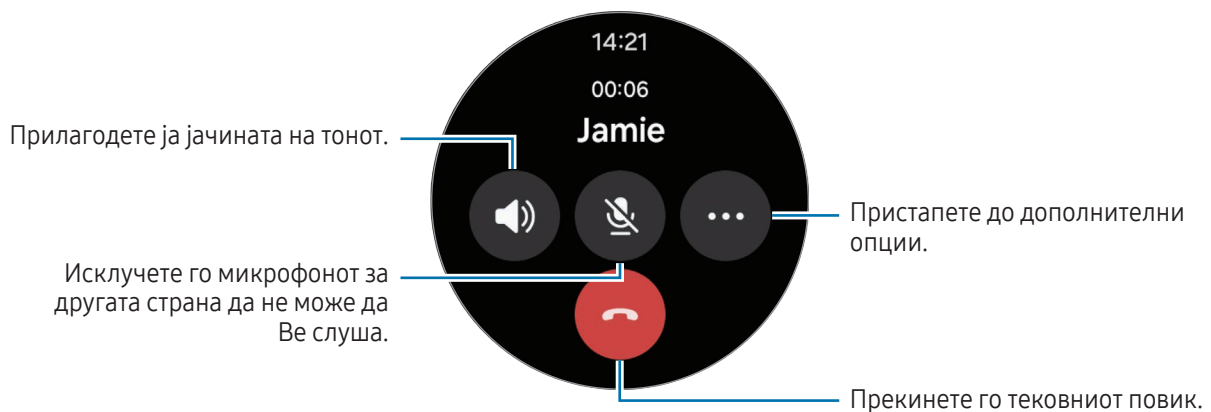 14:21
00:06
Jamie
Прилагодете ја јачината на тонот.
Пристапете до дополнителни
опции.
Исклучете го микрофонот за
другата страна да не може да
Ве слуша.
Прекинете го тековниот повик.